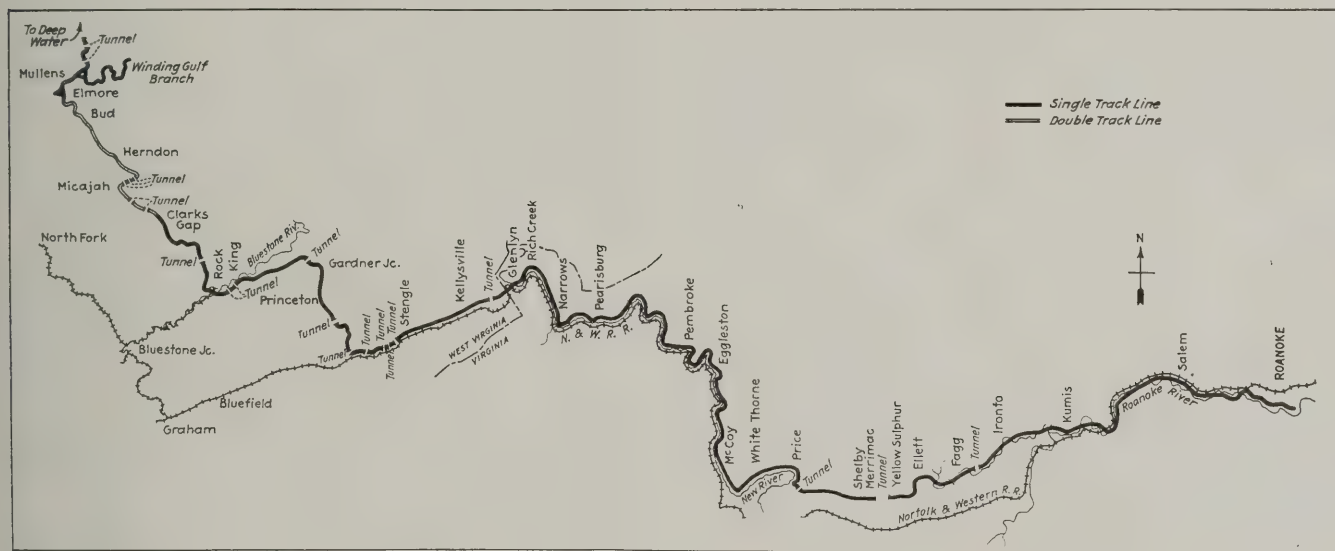 To Deep
Water
Tunnel
Mullens
Winding Gulf
Branch
Elmore
Bud
Single Track Line
Double Track Line
Herndon
Tunnel
Micajah
Tunnel
Clarks
Gap
North Fork
Tunnel
Rock
King
Bluestone Riv.
Tunnel
Gardner Jc.
Tunnel
Princeton
Tunnel
Tunnel
Tunnel
Tunnel
Tunnel
Stengle
Kellysville
Tunnel
Glen Lyn
Rich Creek
Narrows
Pearisburg
N. & W. R. R.
WEST VIRGINIA
VIRGINIA
Pembroke
Eggleston
N
Bluestone Jc.
Bluefield
Graham
McCoy
White Thorne
New River
Price
Tunnel
Shelby
Merrimac
Tunnel
Yellow Sulphur
Ellett
Fagg
Tunnel
Ironto
Kumis
Norfolk & Western R. R.
Roanoke River
Salem
ROANOKE